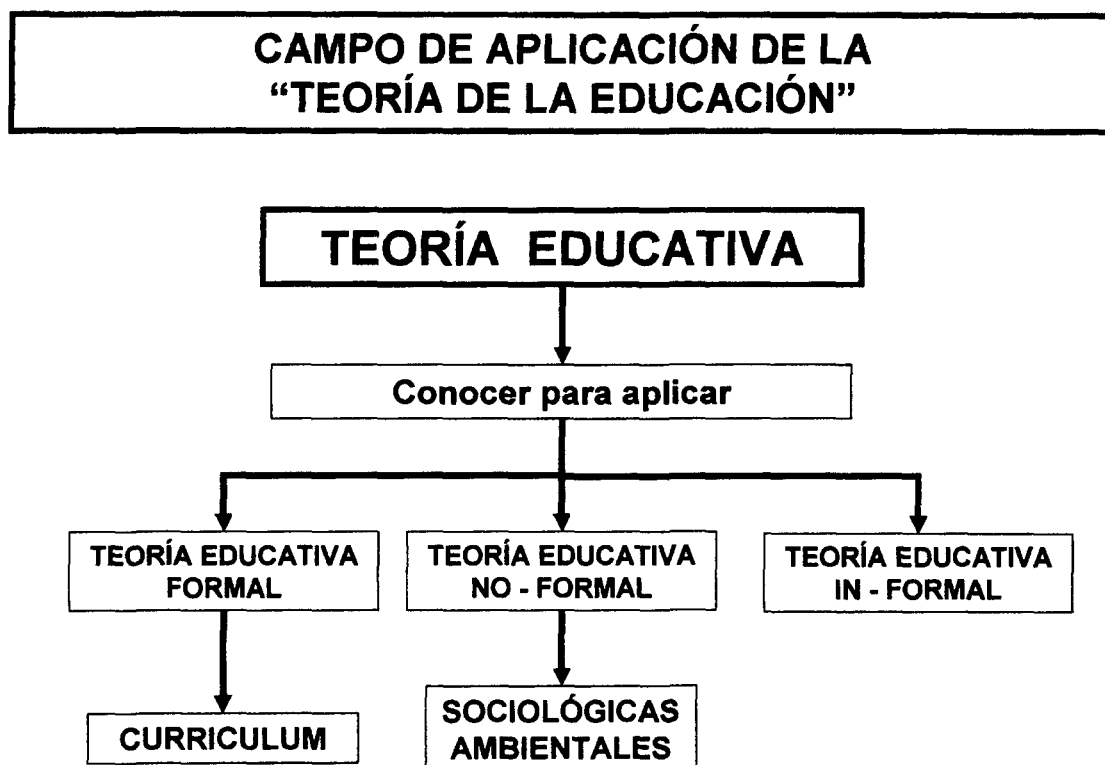 CAMPO DE APLICACIÓN DE LA
“TEORÍA DE LA EDUCACIÓN”
TEORÍA EDUCATIVA
Conocer para aplicar
TEORÍA EDUCATIVA
FORMAL
TEORÍA EDUCATIVA
NO - FORMAL
TEORÍA EDUCATIVA
IN - FORMAL
CURRICULUM
SOCIOLÓGICAS
AMBIENTALES